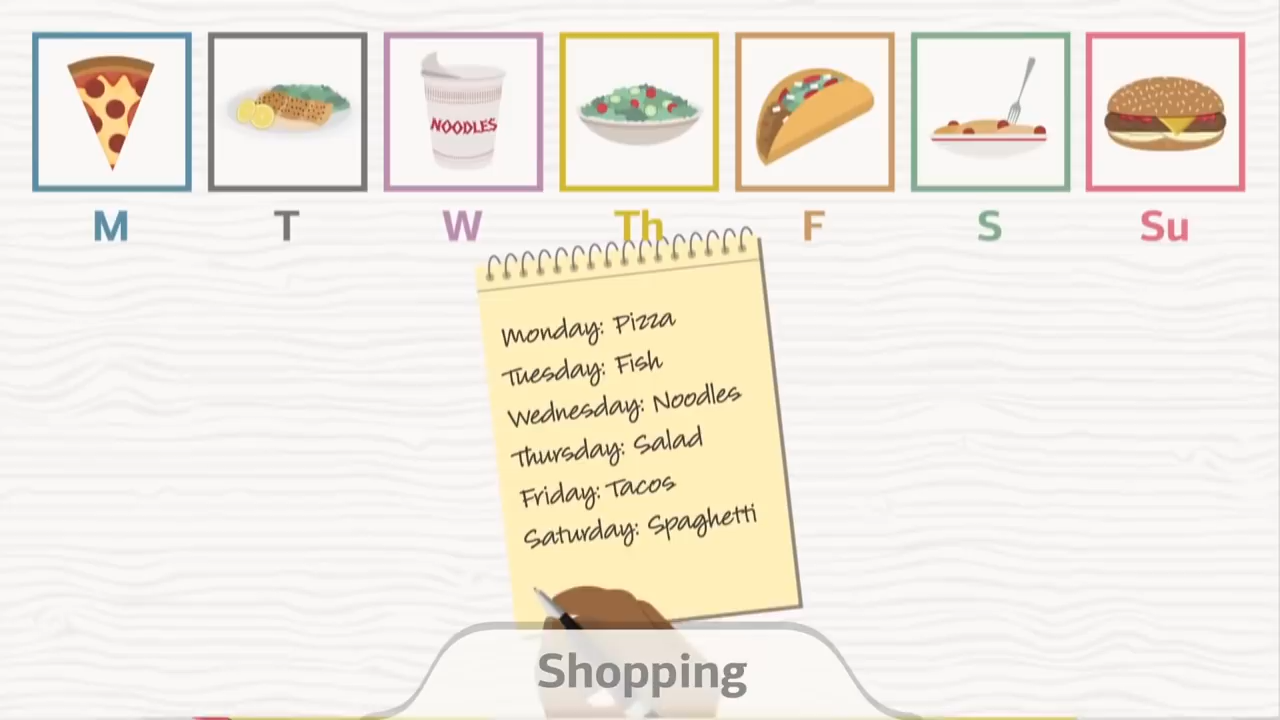 NOODLES
M T W Th F S Su
Monday: Pizza
Tuesday: Fish
Wednesday: Noodles
Thursday: Salad
Friday: Tacos
Saturday: Spaghetti
Shopping